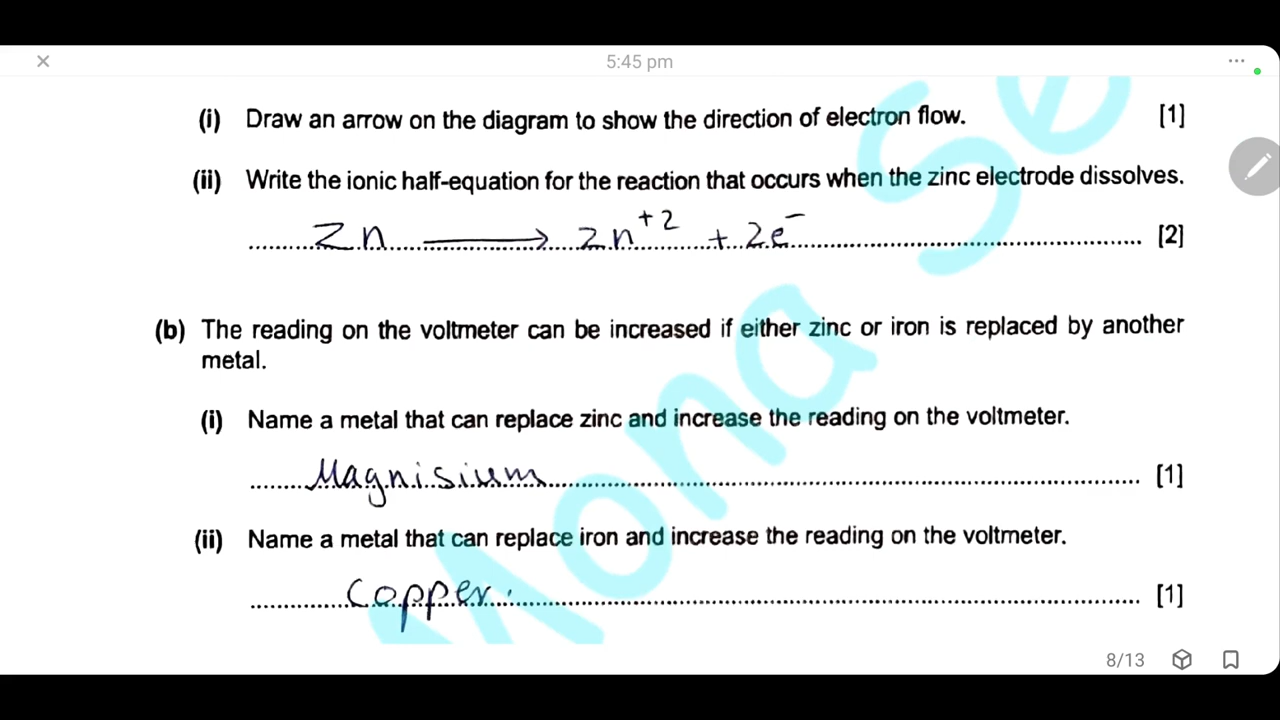 5:45 pm
(i) Draw an arrow on the diagram to show the direction of electron flow. [1]
(ii) Write the ionic half-equation for the reaction that occurs when the zinc electrode dissolves.
Zn ⟶ Zn⁺² + 2e⁻ [2]
(b) The reading on the voltmeter can be increased if either zinc or iron is replaced by another
metal.
(i) Name a metal that can replace zinc and increase the reading on the voltmeter.
Magnisium [1]
(ii) Name a metal that can replace iron and increase the reading on the voltmeter.
Copper. [1]
Mona Se
8/13